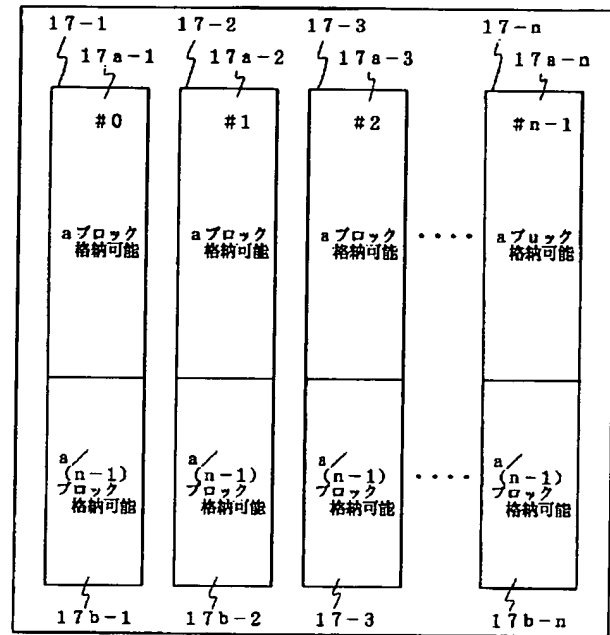 17-1 17-2 17-3 17-n
17a-1 17a-2 17a-3 17a-n
#0 #1 #2 #n-1
aブロック aブロック aブロック ・・・・ aブuック
格納可能 格納可能 格納可能 格納可能
a/ a/ a/ a/
(n-1) (n-1) (n-1) ・・・・ (n-1)
ブロック ブロック ブロック ブロック
格納可能 格納可能 格納可能 格納可能
17b-1 17b-2 17-3 17b-n